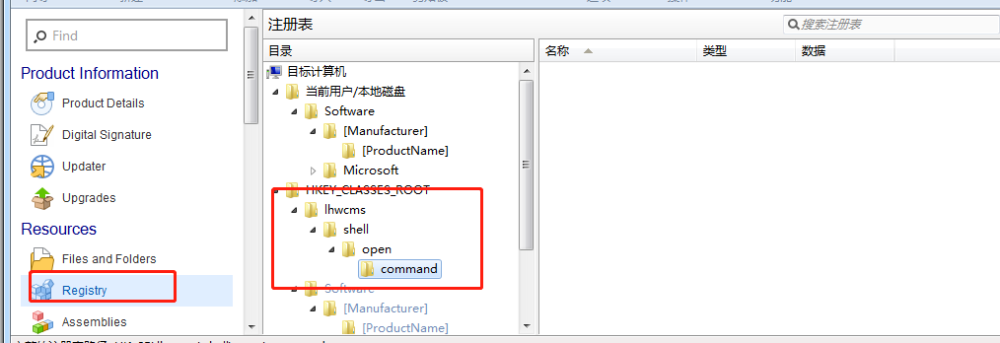 注册表
搜索注册表
Find
目录
名称
类型
数据
Product Information
Product Details
Digital Signature
Updater
Upgrades
Resources
Files and Folders
Registry
Assemblies
目标计算机
当前用户/本地磁盘
Software
[Manufacturer]
[ProductName]
Microsoft
HKEY_CLASSES_ROOT
lhwcms
shell
open
command
Software
[Manufacturer]
[ProductName]